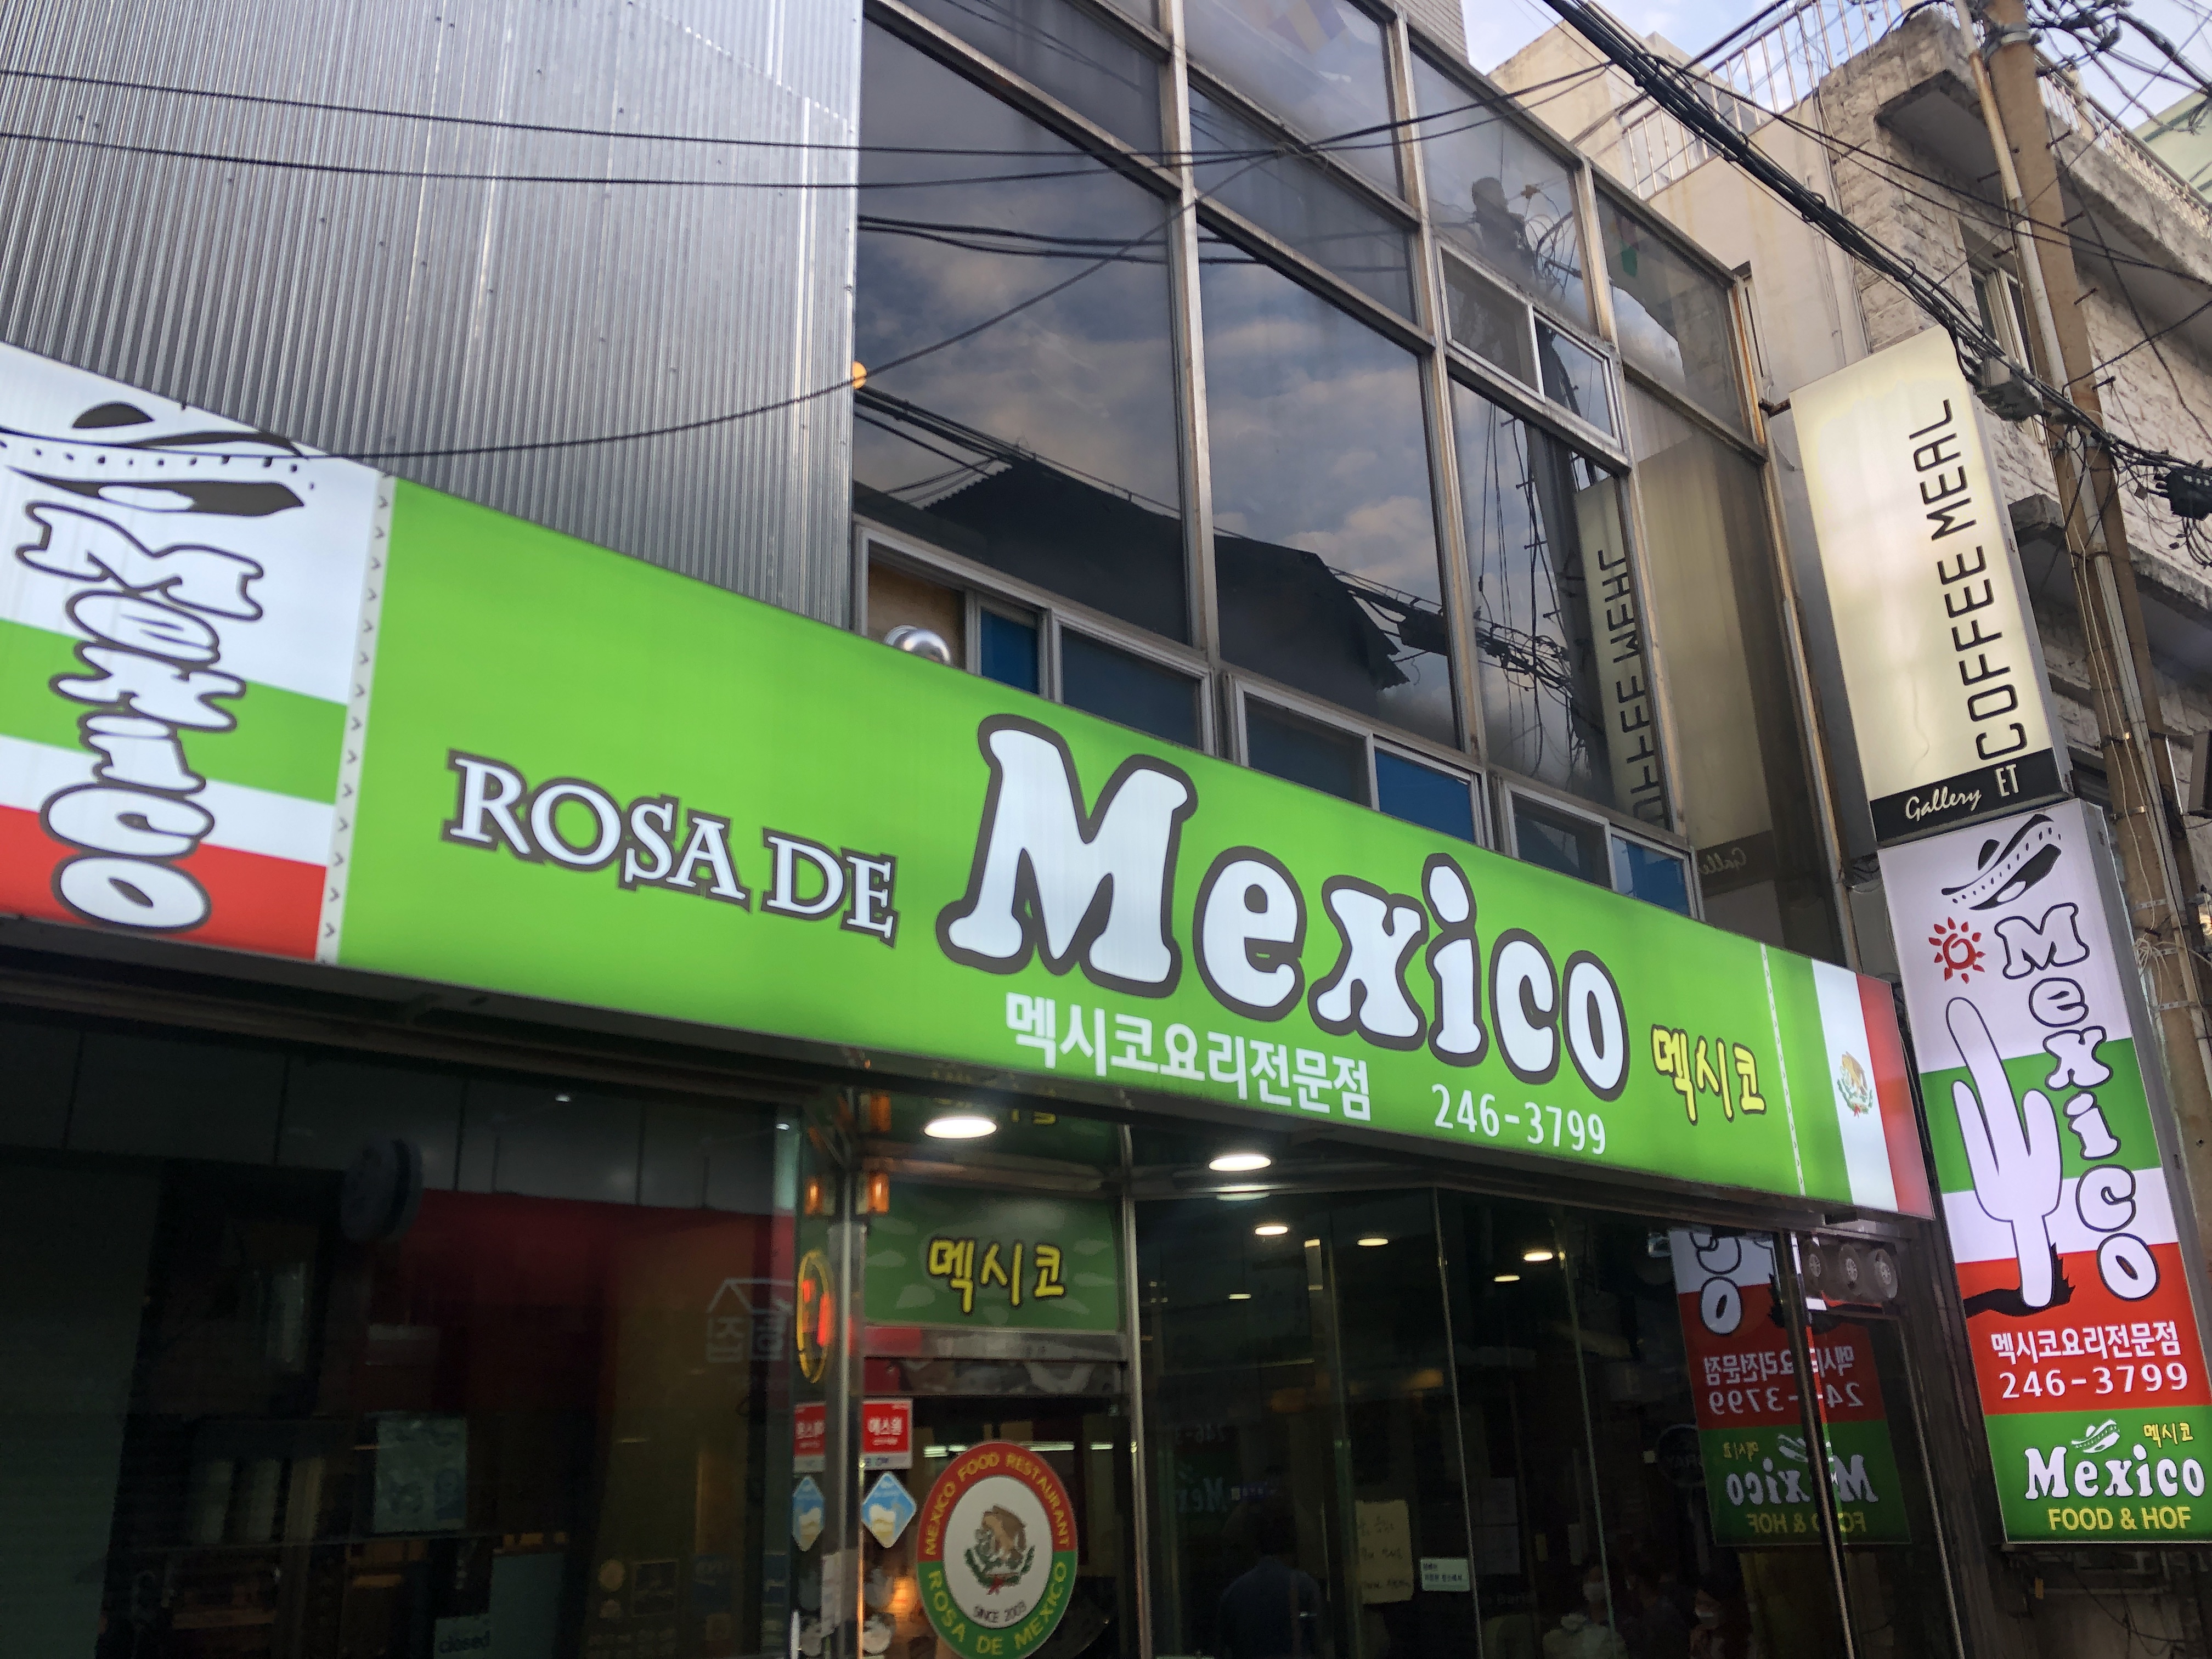 COFFEE MEAL
Gallery ET
Mexico
ROSA DE Mexico 멕시코
멕시코요리전문점 246-3799
Mexico
멕시코요리전문점
246-3799
멕시코
Mexico
FOOD & HOF
멕시코
MEXICO FOOD RESTAURANT
SINCE 2003
ROSA DE MEXICO
closed